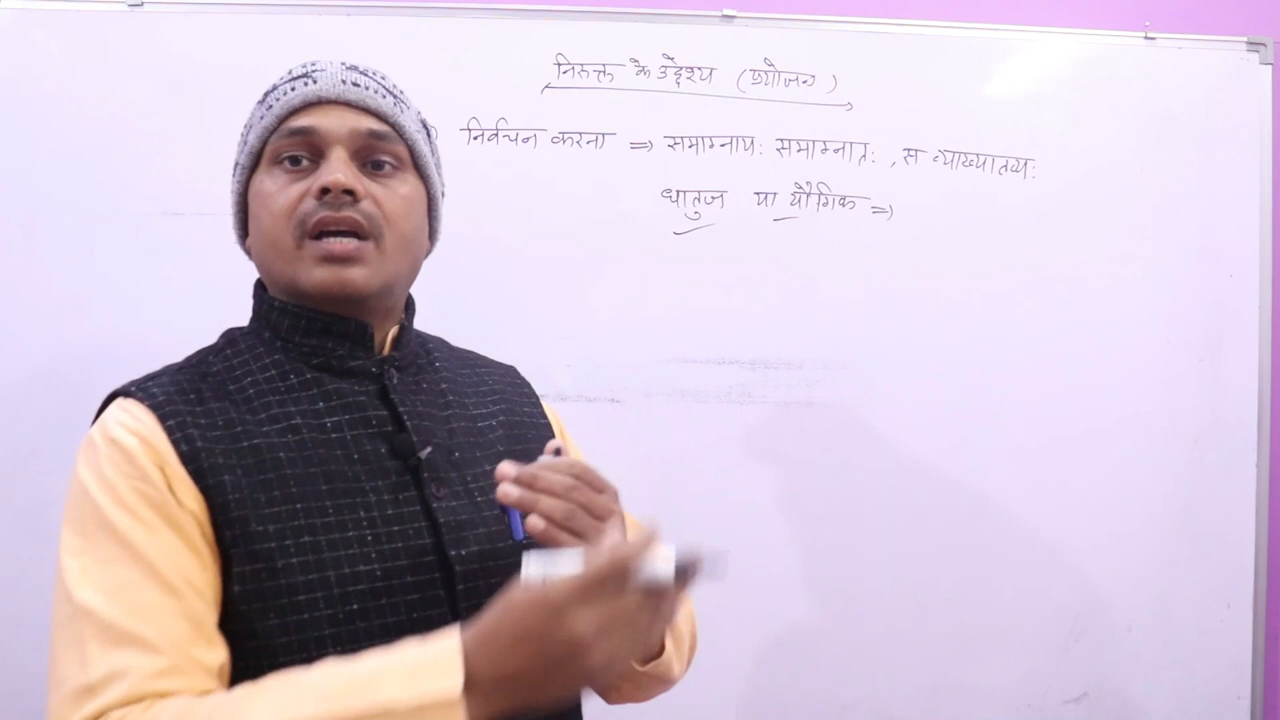 निरुक्त के उद्देश्य (प्रयोजन)
निर्वचन करना ⇒ समाम्नायः समाम्नातः, स व्याख्यातव्यः
धातुज या यौगिक ⇒